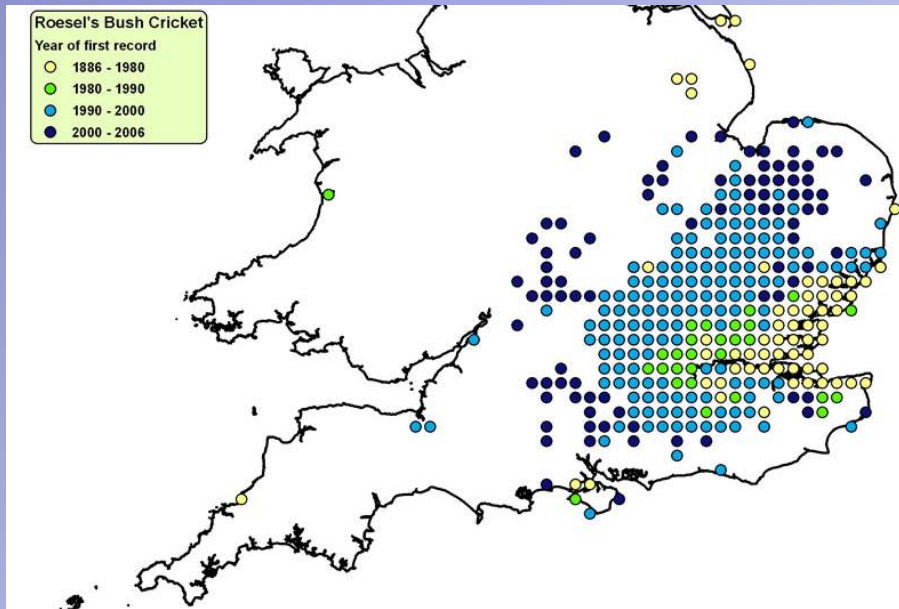 Roesel's Bush Cricket
Year of first record
1886 - 1980
1980 - 1990
1990 - 2000
2000 - 2006